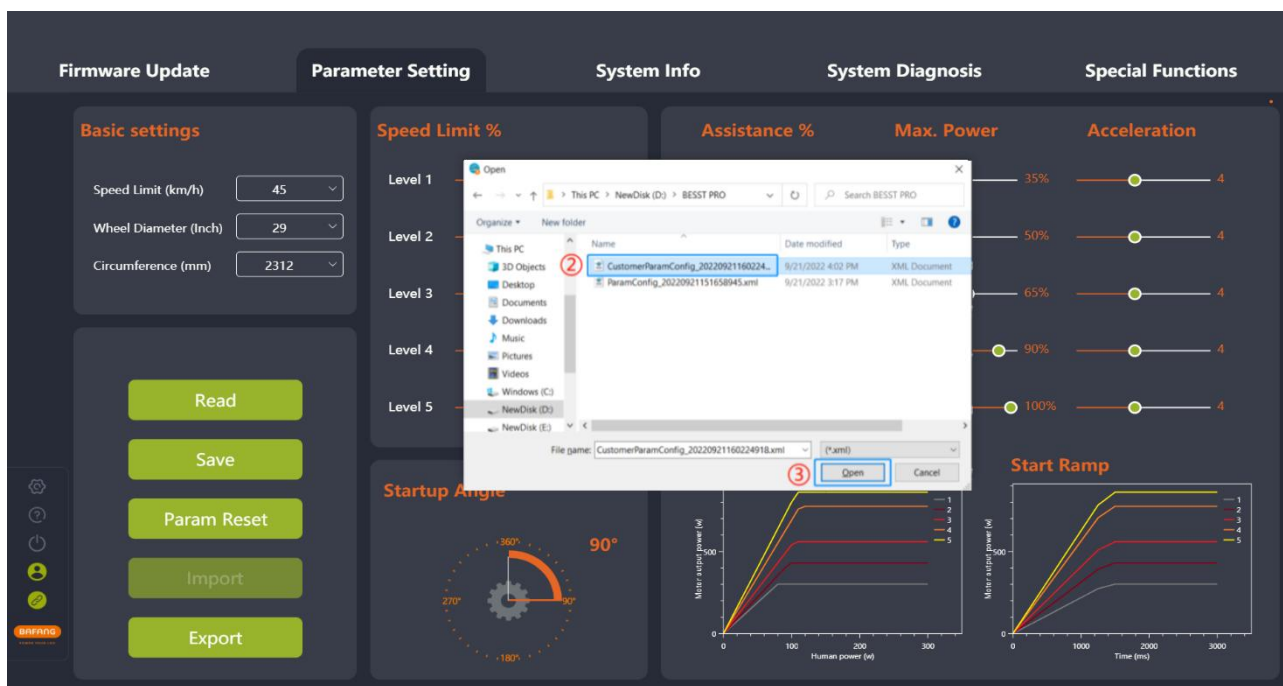 Firmware Update
Parameter Setting
System Info
System Diagnosis
Special Functions
Basic settings
Speed Limit (km/h)
45
Wheel Diameter (Inch)
29
Circumference (mm)
2312
Read
Save
Param Reset
Import
Export
BAFANG
Speed Limit %
Assistance %
Max. Power
Acceleration
Level 1
35%
4
Level 2
50%
4
Level 3
65%
4
Level 4
90%
4
Level 5
100%
4
Open
This PC > NewDisk (D:) > BESST PRO
Search BESST PRO
Organize
New folder
This PC
3D Objects
Desktop
Documents
Downloads
Music
Pictures
Videos
Windows (C:)
NewDisk (D:)
NewDisk (E:)
Name
Date modified
Type
②
CustomerParamConfig_20220921160224...
9/21/2022 4:02 PM
XML Document
ParamConfig_20220921151658945.xml
9/21/2022 3:17 PM
XML Document
File name:
CustomerParamConfig_20220921160224918.xml
(*.xml)
③
Open
Cancel
Startup Angle
90°
360°
270°
90°
180°
Motor output power (w)
500
0
0 100 200 300
Human power (w)
1
2
3
4
5
Start Ramp
Motor output power (w)
500
0
0 1000 2000 3000
Time (ms)
1
2
3
4
5